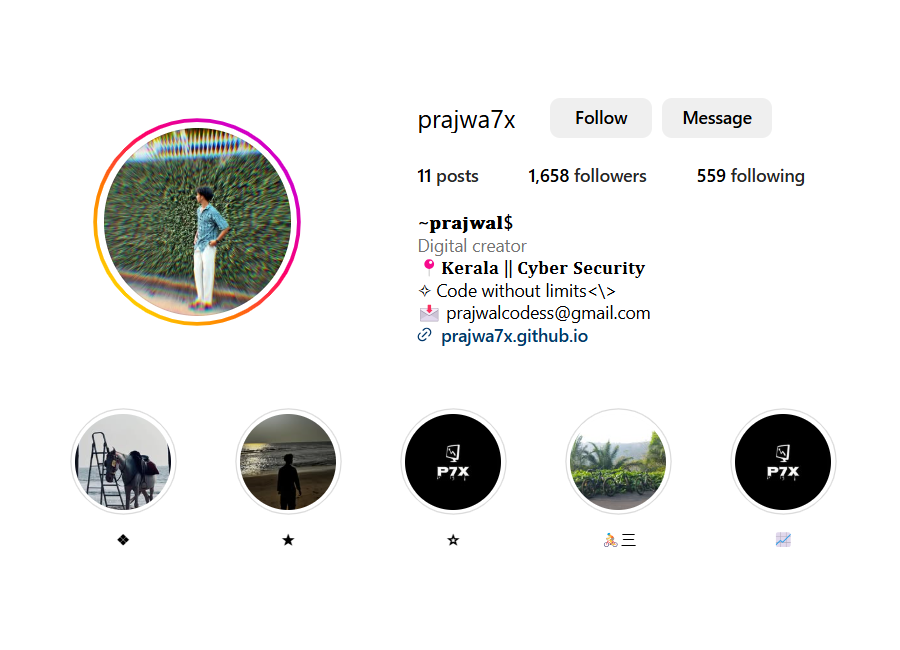 prajwa7x Follow Message
11 posts 1,658 followers 559 following
~prajwal$
Digital creator
📍 Kerala || Cyber Security
✧ Code without limits<\>
📩 prajwalcodess@gmail.com
prajwa7x.github.io
P7X P7X
❖ ★ ☆ 🚴三 📈